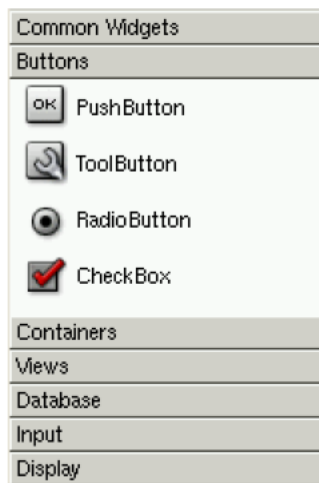 Common Widgets
Buttons
OK PushButton
ToolButton
RadioButton
CheckBox
Containers
Views
Database
Input
Display